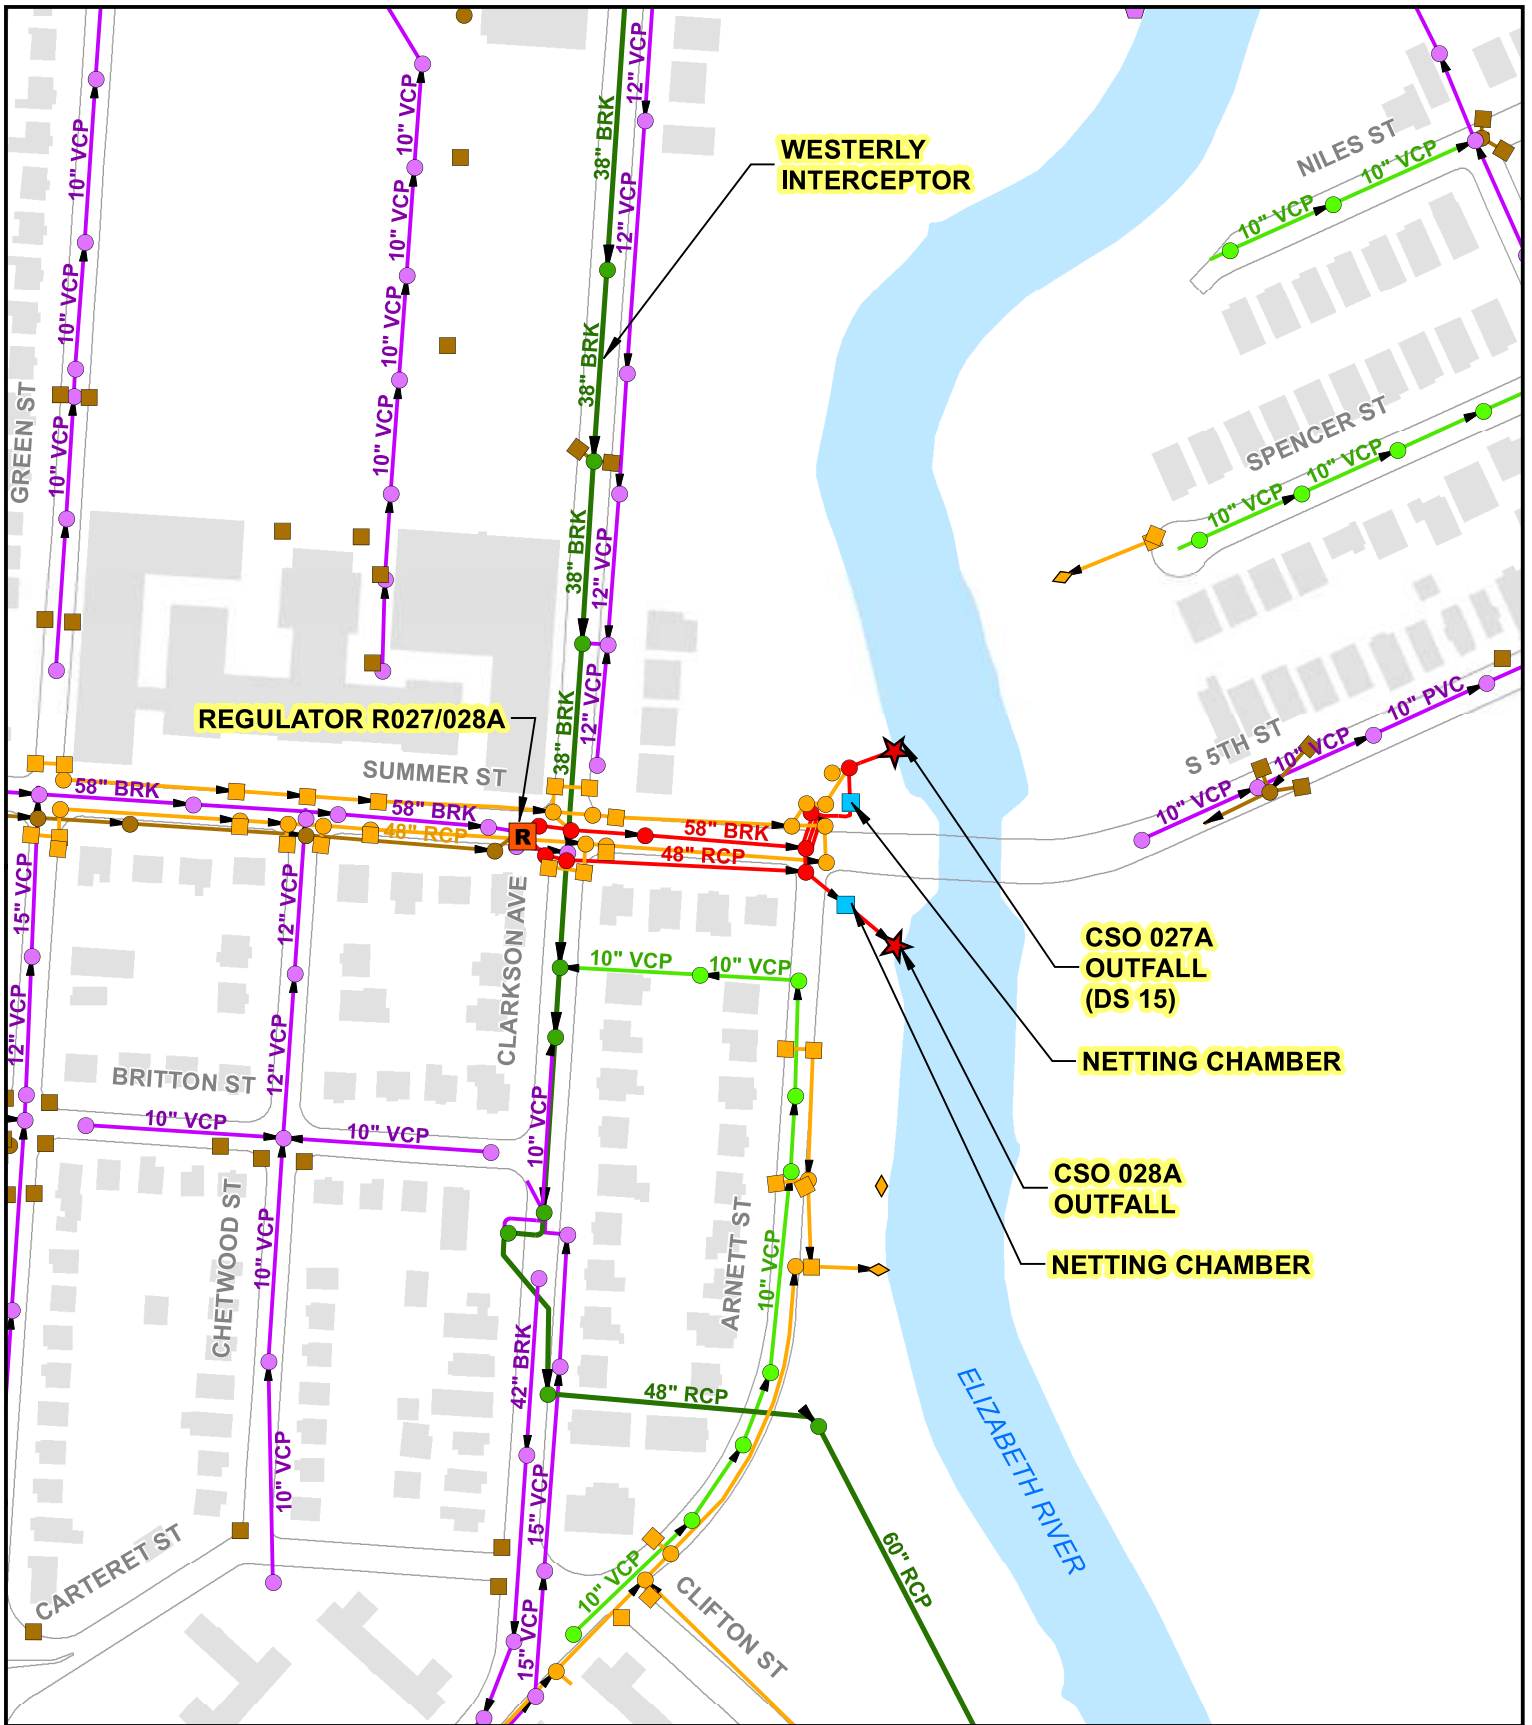 12" VCP
38" BRK
10" VCP
10" VCP
10" VCP
WESTERLY
INTERCEPTOR
NILES ST
10" VCP
10" VCP
12" VCP
10" VCP
10" VCP
10" VCP
38" BRK
GREEN ST
10" VCP
10" VCP
SPENCER ST
10" VCP
10" VCP
38" BRK
12" VCP
REGULATOR R027/028A
38" BRK
12" VCP
S 5TH ST
10" PVC
10" VCP
10" VCP
SUMMER ST
58" BRK
58" BRK
48" RCP
R
58" BRK
48" RCP
15" VCP
12" VCP
CLARKSON AVE
10" VCP
10" VCP
CSO 027A
OUTFALL
(DS 15)
NETTING CHAMBER
12" VCP
12" VCP
BRITTON ST
10" VCP
10" VCP
10" VCP
CSO 028A
OUTFALL
NETTING CHAMBER
CHETWOOD ST
10" VCP
ARNETT ST
10" VCP
42" BRK
48" RCP
ELIZABETH RIVER
10" VCP
15" VCP
CARTERET ST
10" VCP
60" RCP
CLIFTON ST
15" VCP